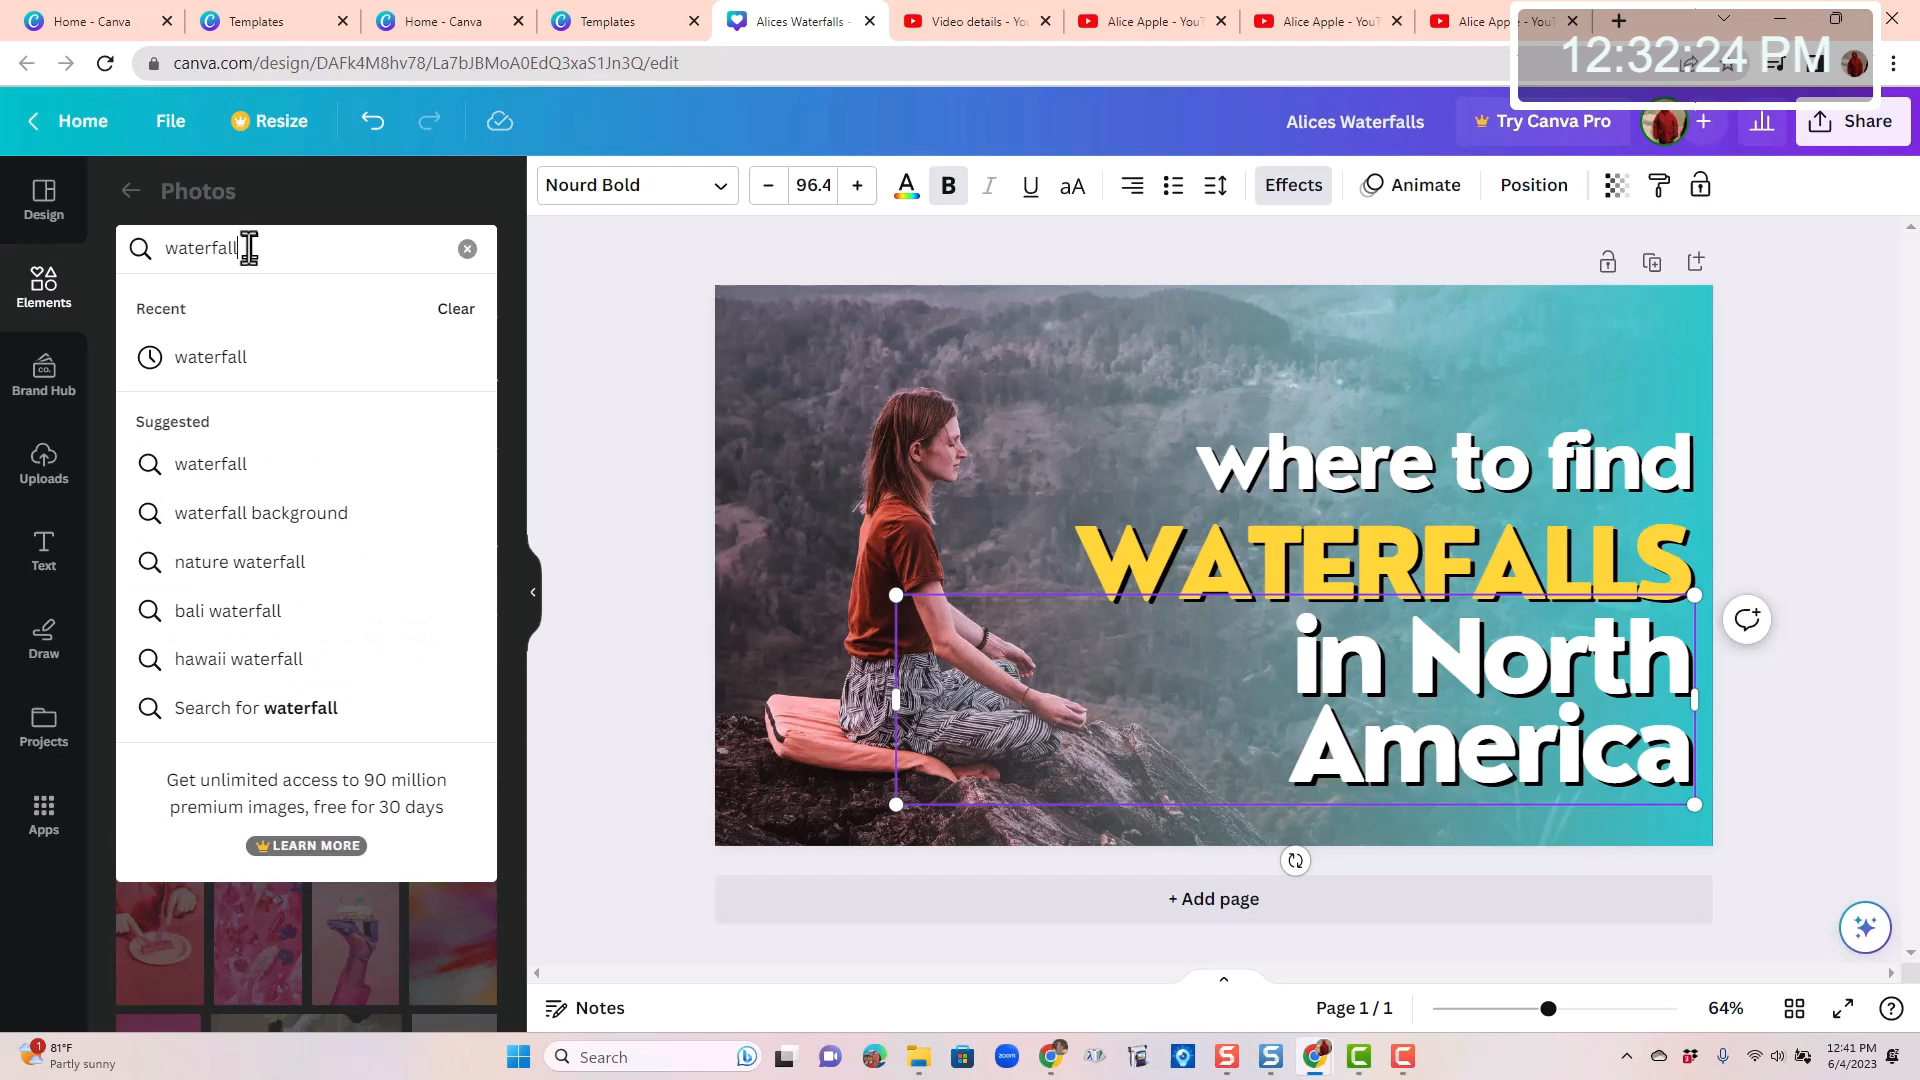 Home - Canva
Templates
Home - Canva
Templates
Alices Waterfalls -
Video details - Yo
Alice Apple - YouT
Alice Apple - YouT
Alice App
12:32:24 PM
canva.com/design/DAFk4M8hv78/La7bJBMoA0EdQ3xaS1Jn3Q/edit
Home
File
Resize
Alices Waterfalls
Try Canva Pro
Share
Nourd Bold
96.4
B
U
aA
Effects
Animate
Position
Design
Elements
Brand Hub
Uploads
Text
Draw
Projects
Apps
Photos
waterfall
Recent
Clear
waterfall
Suggested
waterfall
waterfall background
nature waterfall
bali waterfall
hawaii waterfall
Search for waterfall
Get unlimited access to 90 million
premium images, free for 30 days
LEARN MORE
where to find
WATERFALLS
in North
America
+ Add page
Notes
Page 1 / 1
64%
1
81°F
Partly sunny
Search
zoom
12:41 PM
6/4/2023